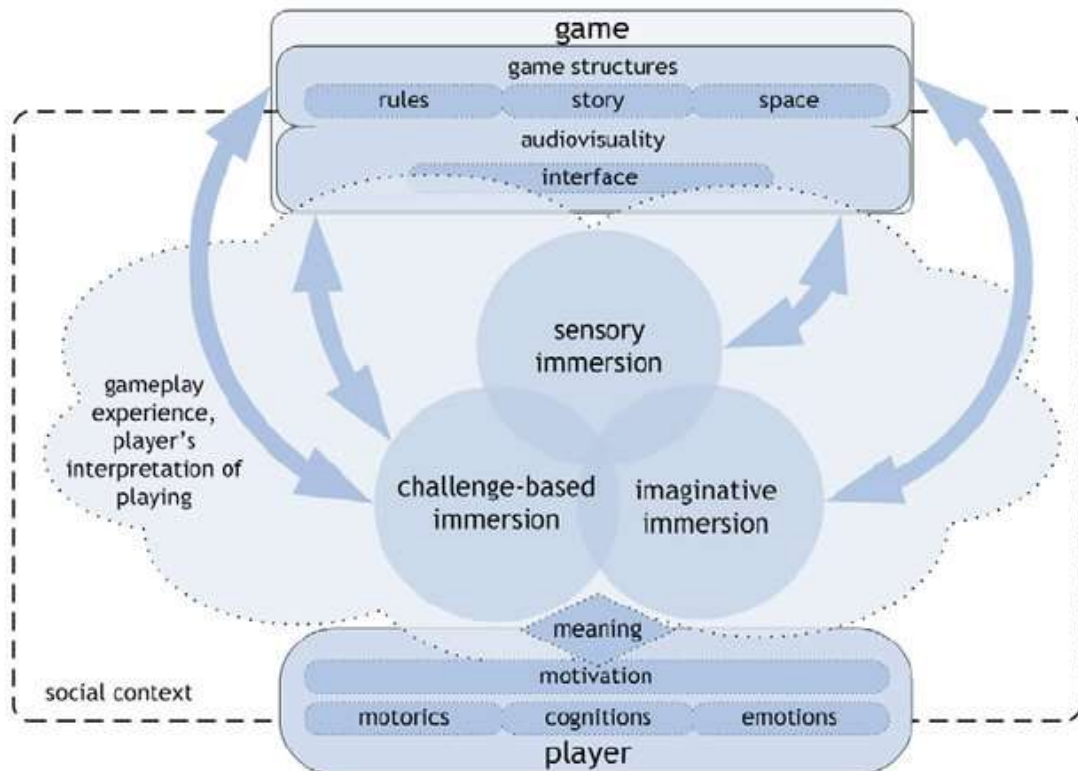 game
game structures
rules story space
audiovisuality
interface
sensory
immersion
gameplay
experience,
player's
interpretation of
playing
challenge-based
immersion
imaginative
immersion
meaning
motivation
social context
motorics cognitions emotions
player